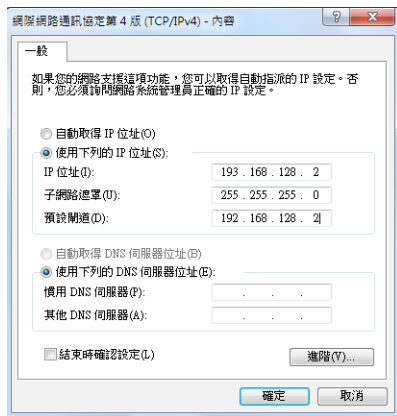 網際網路通訊協定第 4 版 (TCP/IPv4) - 內容
一般
如果您的網路支援這項功能，您可以取得自動指派的 IP 設定。否
則，您必須詢問網路系統管理員正確的 IP 設定。
自動取得 IP 位址(O)
使用下列的 IP 位址(S):
IP 位址(I): 193 . 168 . 128 . 2
子網路遮罩(U): 255 . 255 . 255 . 0
預設閘道(D): 192 . 168 . 128 . 2
自動取得 DNS 伺服器位址(B)
使用下列的 DNS 伺服器位址(E):
慣用 DNS 伺服器(P): . . .
其他 DNS 伺服器(A): . . .
結束時確認設定(L)
進階(V)...
確定 取消